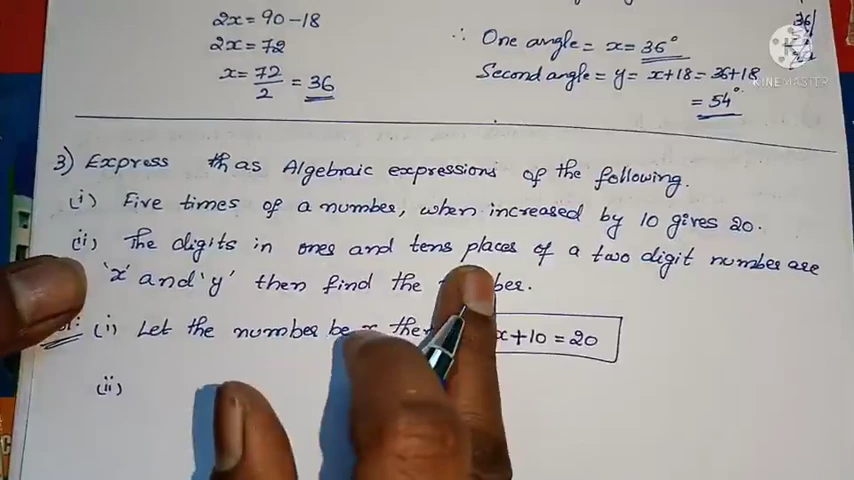 2x = 90 - 18
2x = 72
x = 72/2 = 36
∴ One angle = x = 36°
Second angle = y = x+18 = 36+18
= 54°
36
KINEMASTER
3) Express th as Algebraic expressions of the following.
(i) Five times of a number, when increased by 10 gives 20.
(ii) The digits in ones and tens places of a two digit number are
'x' and 'y' then find the
(i) Let the number be x the x+10 = 20
(ii)